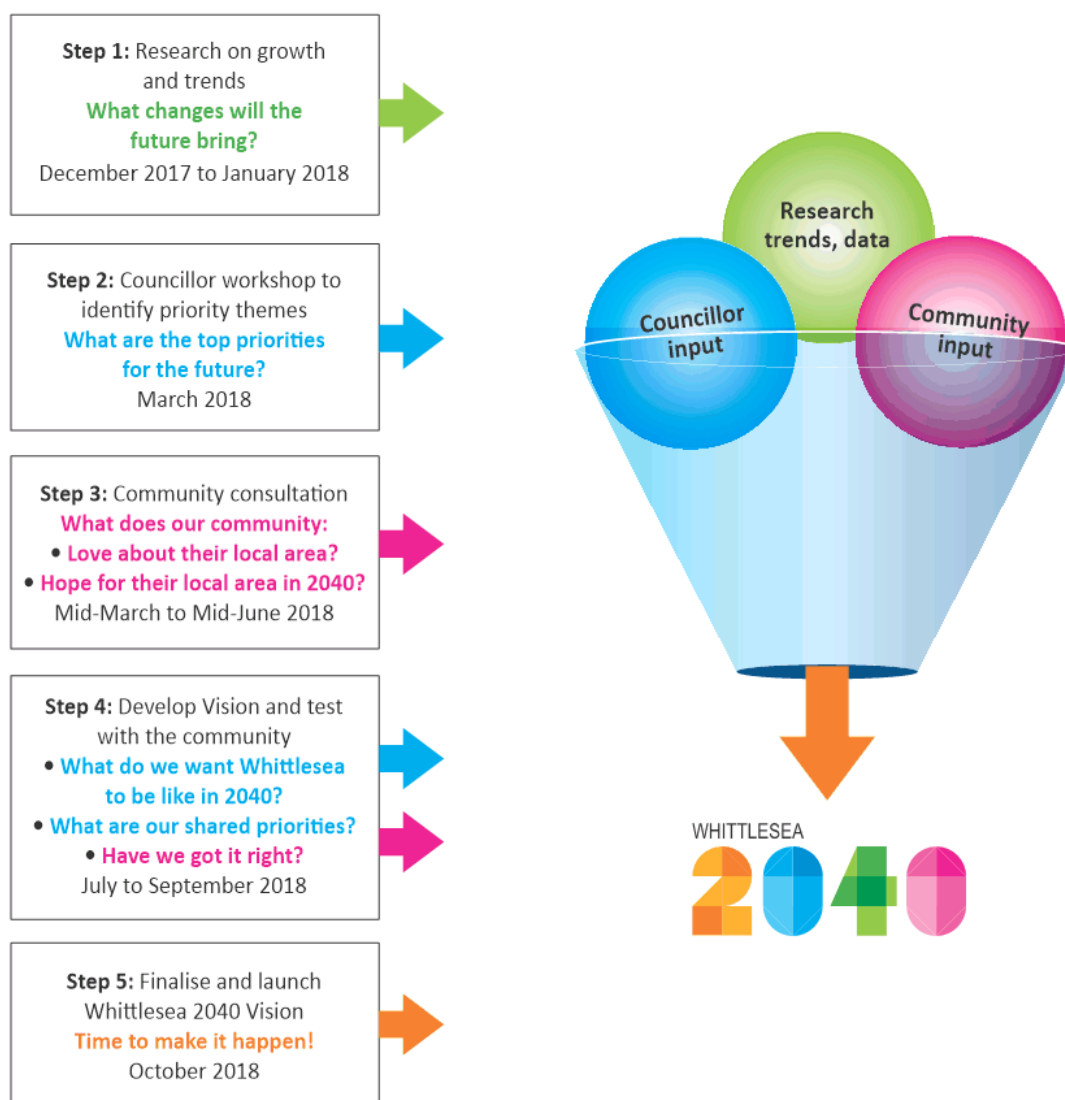 Step 1: Research on growth
and trends
What changes will the
future bring?
December 2017 to January 2018
Step 2: Councillor workshop to
identify priority themes
What are the top priorities
for the future?
March 2018
Step 3: Community consultation
What does our community:
• Love about their local area?
• Hope for their local area in 2040?
Mid-March to Mid-June 2018
Step 4: Develop Vision and test
with the community
• What do we want Whittlesea
to be like in 2040?
• What are our shared priorities?
• Have we got it right?
July to September 2018
Step 5: Finalise and launch
Whittlesea 2040 Vision
Time to make it happen!
October 2018
Research
trends, data
Councillor
input
Community
input
WHITTLESEA
2040